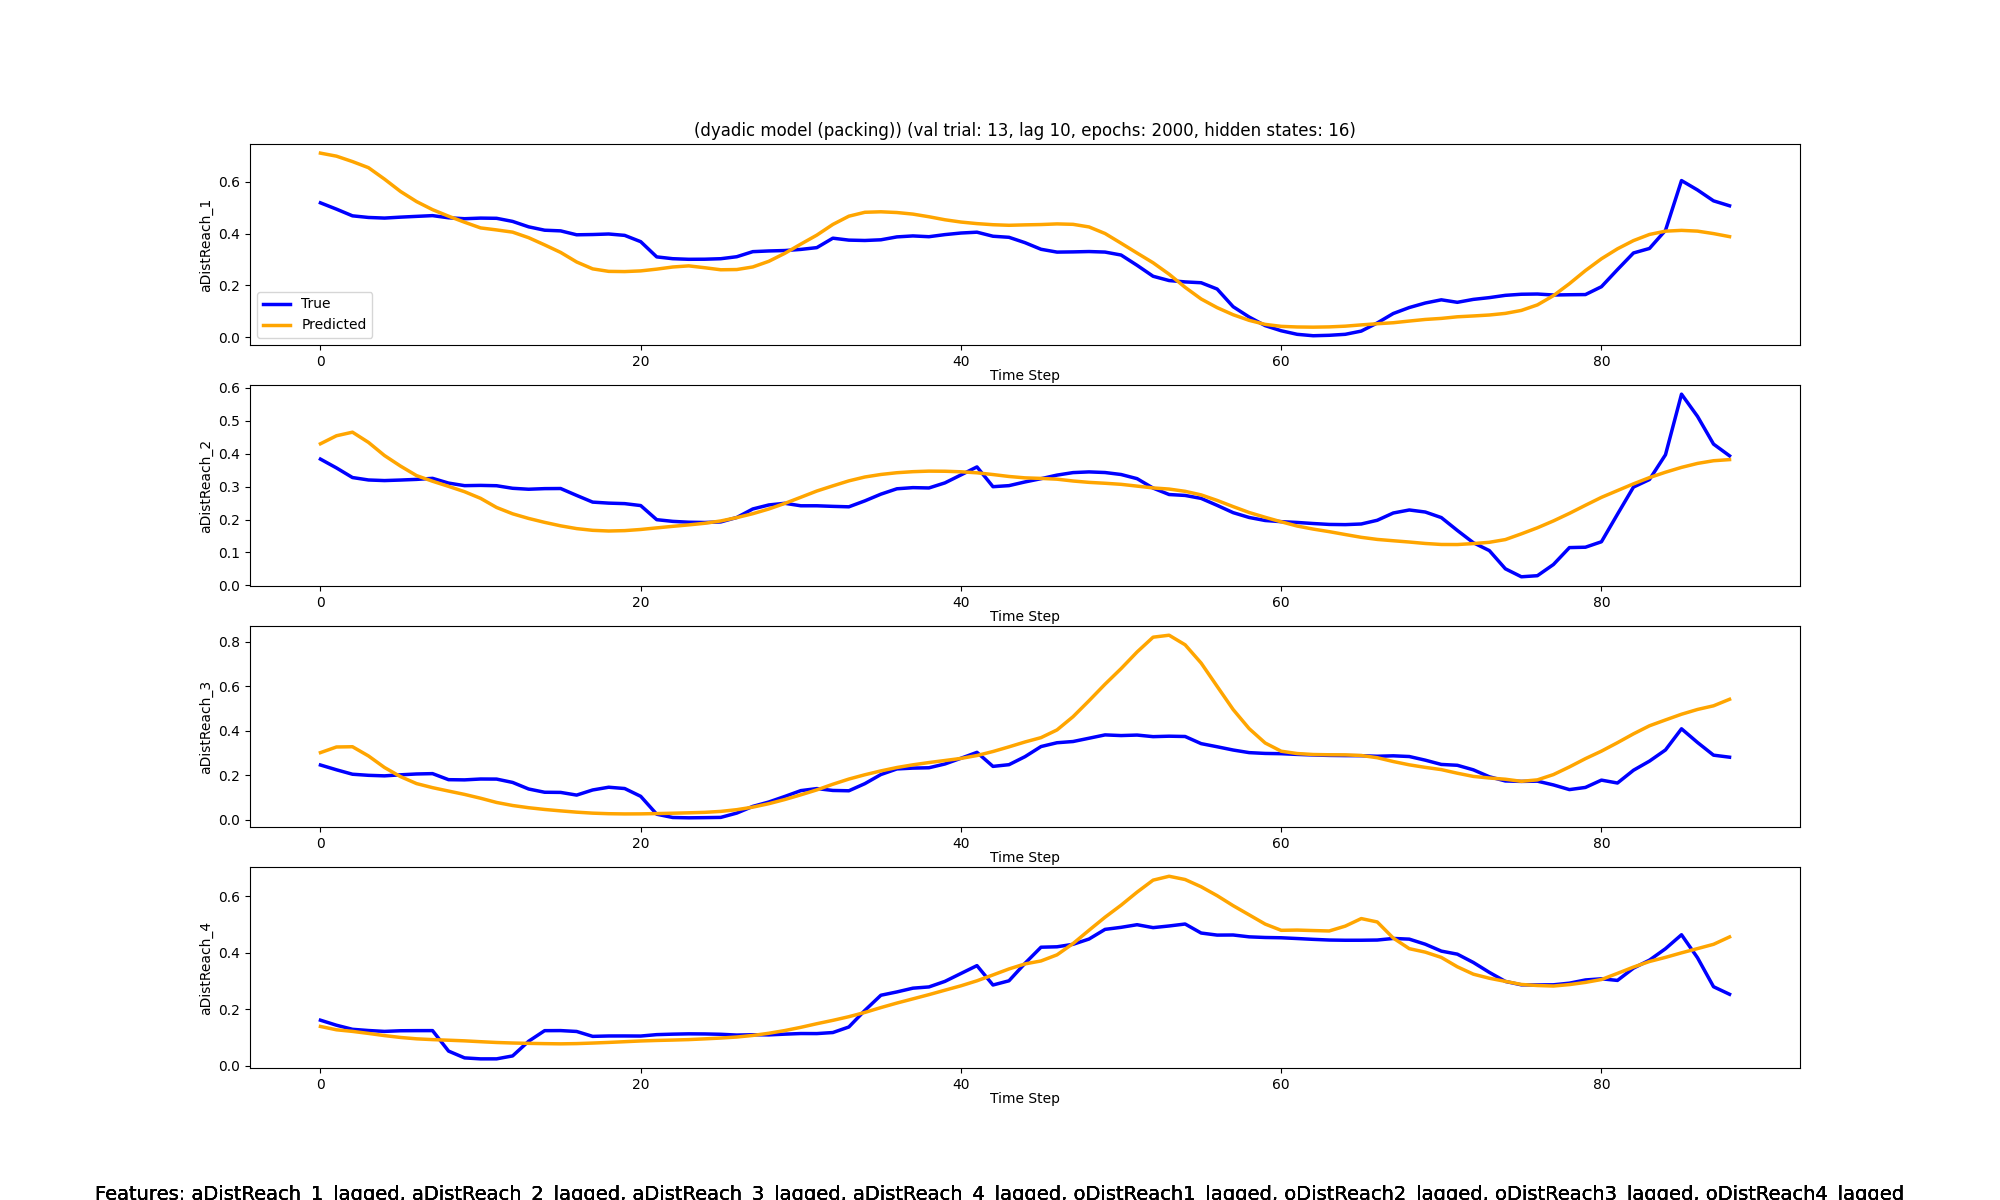 (dyadic model (packing)) (val trial: 13, lag 10, epochs: 2000, hidden states: 16)
aDistReach_1
0.6
0.4
0.2
0.0
True
Predicted
0 20 40 60 80
Time Step
aDistReach_2
0.6
0.5
0.4
0.3
0.2
0.1
0.0
0 20 40 60 80
Time Step
aDistReach_3
0.8
0.6
0.4
0.2
0.0
0 20 40 60 80
Time Step
aDistReach_4
0.6
0.4
0.2
0.0
0 20 40 60 80
Time Step
Features: aDistReach_1_lagged, aDistReach_2_lagged, aDistReach_3_lagged, aDistReach_4_lagged, oDistReach1_lagged, oDistReach2_lagged, oDistReach3_lagged, oDistReach4_lagged